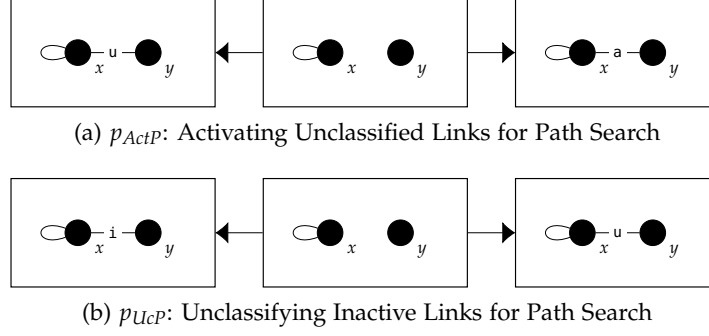 u a
x y x y x y
(a) p_ActP: Activating Unclassified Links for Path Search
i u
x y x y x y
(b) p_UcP: Unclassifying Inactive Links for Path Search